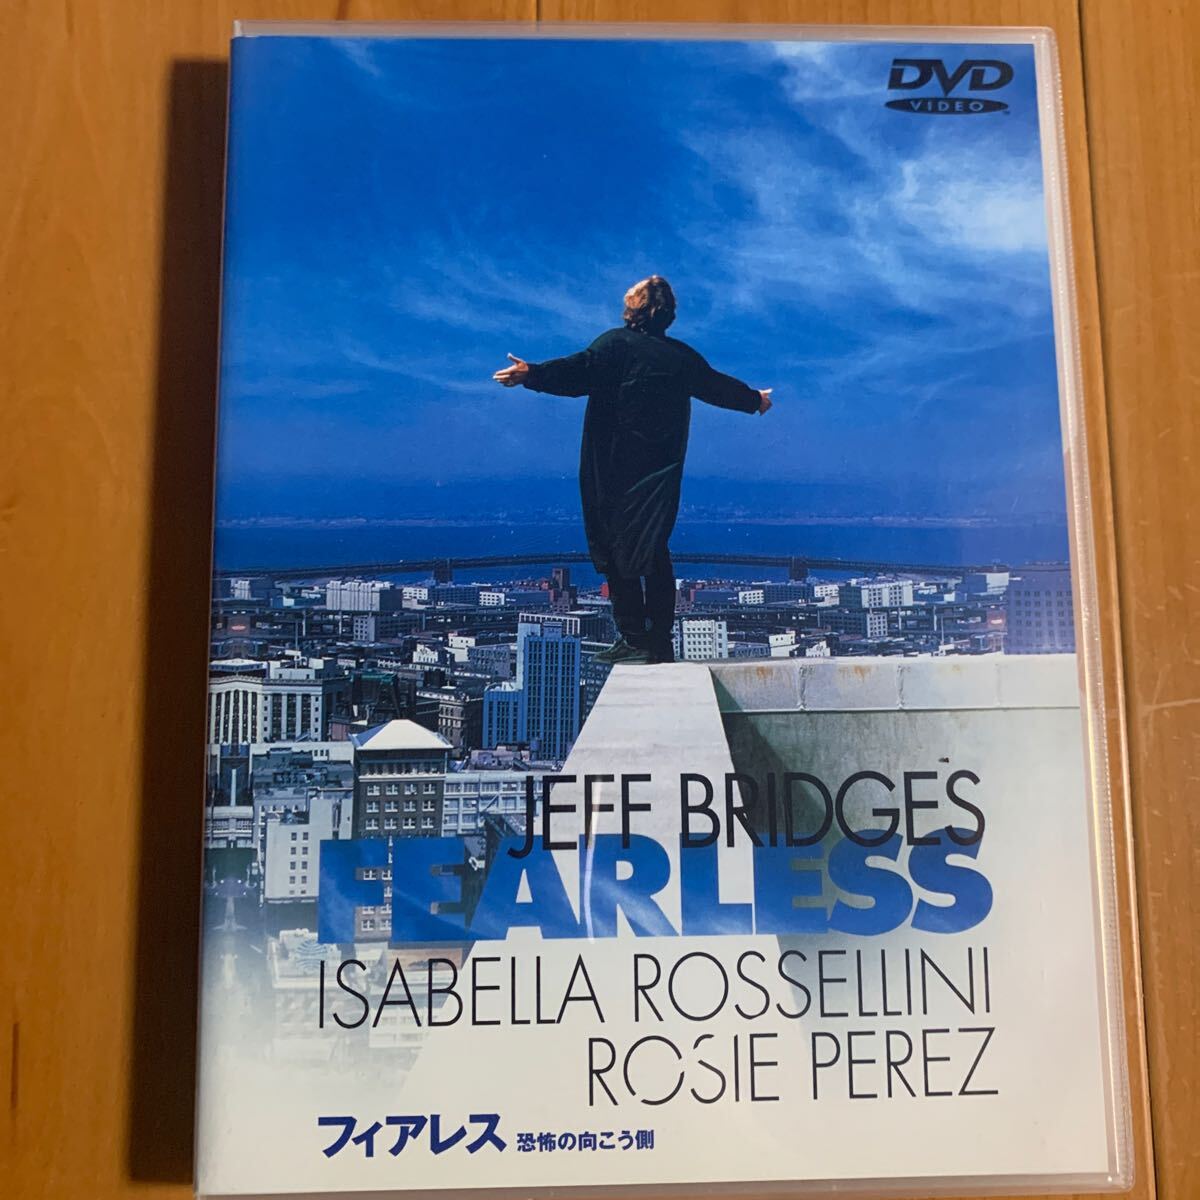 DVD
VIDEO
JEFF BRIDGES
FEARLESS
ISABELLA ROSSELLINI
ROSIE PEREZ
フィアレス 恐怖の向こう側